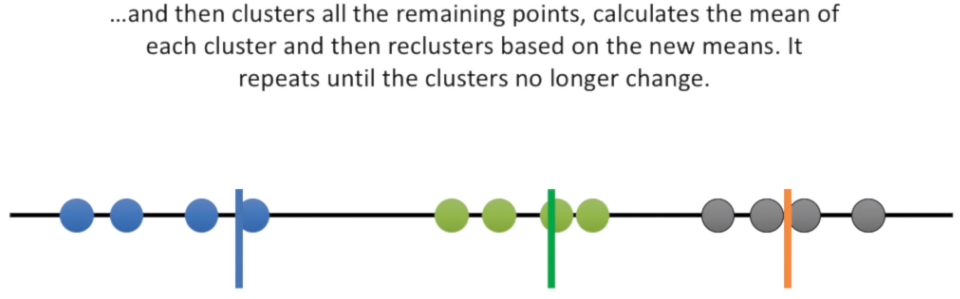 ...and then clusters all the remaining points, calculates the mean of
each cluster and then reclusters based on the new means. It
repeats until the clusters no longer change.